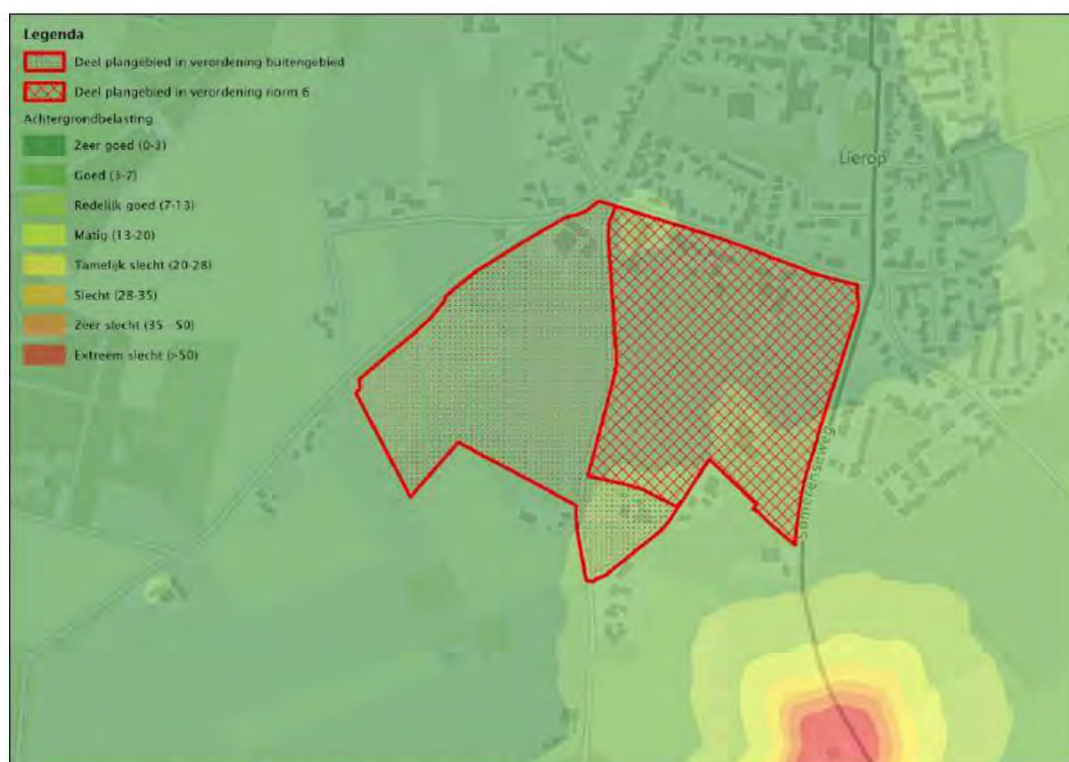 Legenda
Deel plangebied in verordening buitengebied
Deel plangebied in verordening norm 6
Achtergrondbelasting
Zeer goed (0-3)
Goed (3-7)
Redelijk goed (7-13)
Matig (13-20)
Tamelijk slecht (20-28)
Slecht (28-35)
Zeer slecht (35 - 50)
Extreem slecht (>50)
Lierop
Somerenseweg